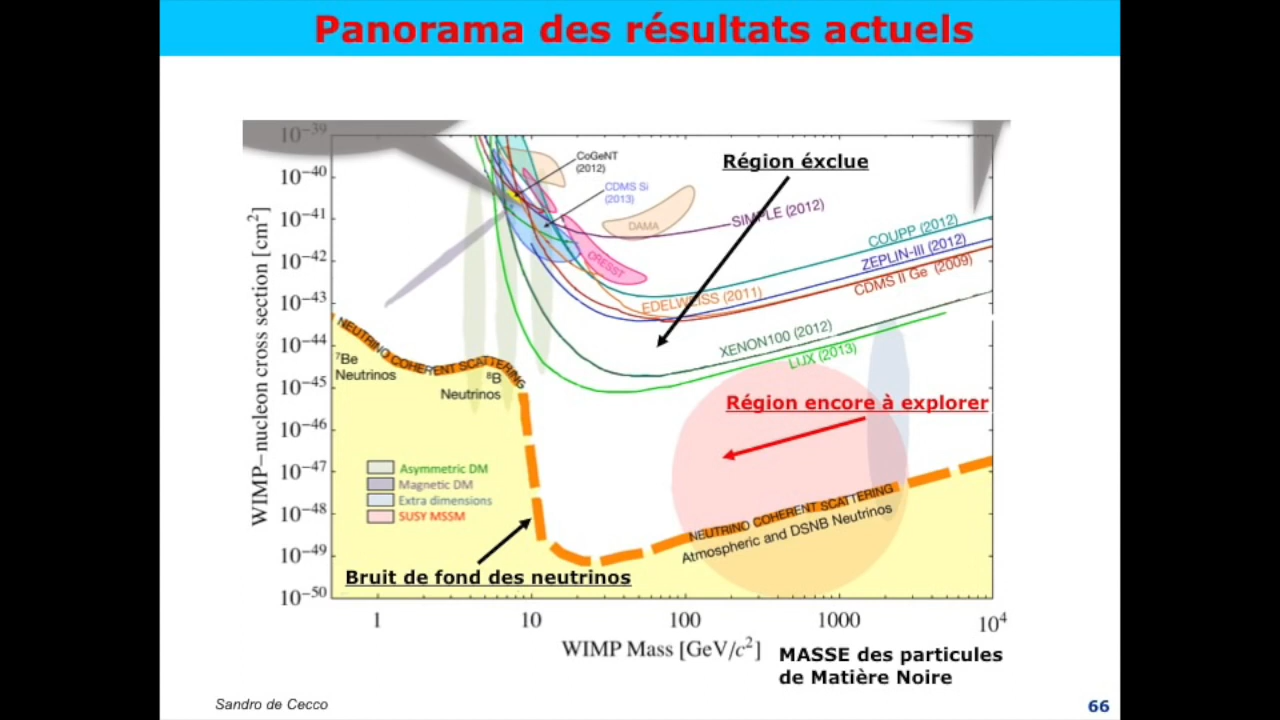 Panorama des résultats actuels
10−39
10−40
10−41
10−42
10−43
10−44
10−45
10−46
10−47
10−48
10−49
10−50
WIMP−nucleon cross section [cm2]
CoGeNT
(2012)
CDMS Si
(2013)
DAMA
CRESST
Région éxclue
SIMPLE (2012)
COUPP (2012)
ZEPLIN-III (2012)
CDMS II Ge (2009)
EDELWEISS (2011)
XENON100 (2012)
LUX (2013)
NEUTRINO COHERENT SCATTERING
7Be
Neutrinos
8B
Neutrinos
Région encore à explorer
Asymmetric DM
Magnetic DM
Extra dimensions
SUSY MSSM
NEUTRINO COHERENT SCATTERING
Atmospheric and DSNB Neutrinos
Bruit de fond des neutrinos
1 10 100 1000 104
WIMP Mass [GeV/c2]
MASSE des particules
de Matière Noire
Sandro de Cecco
66